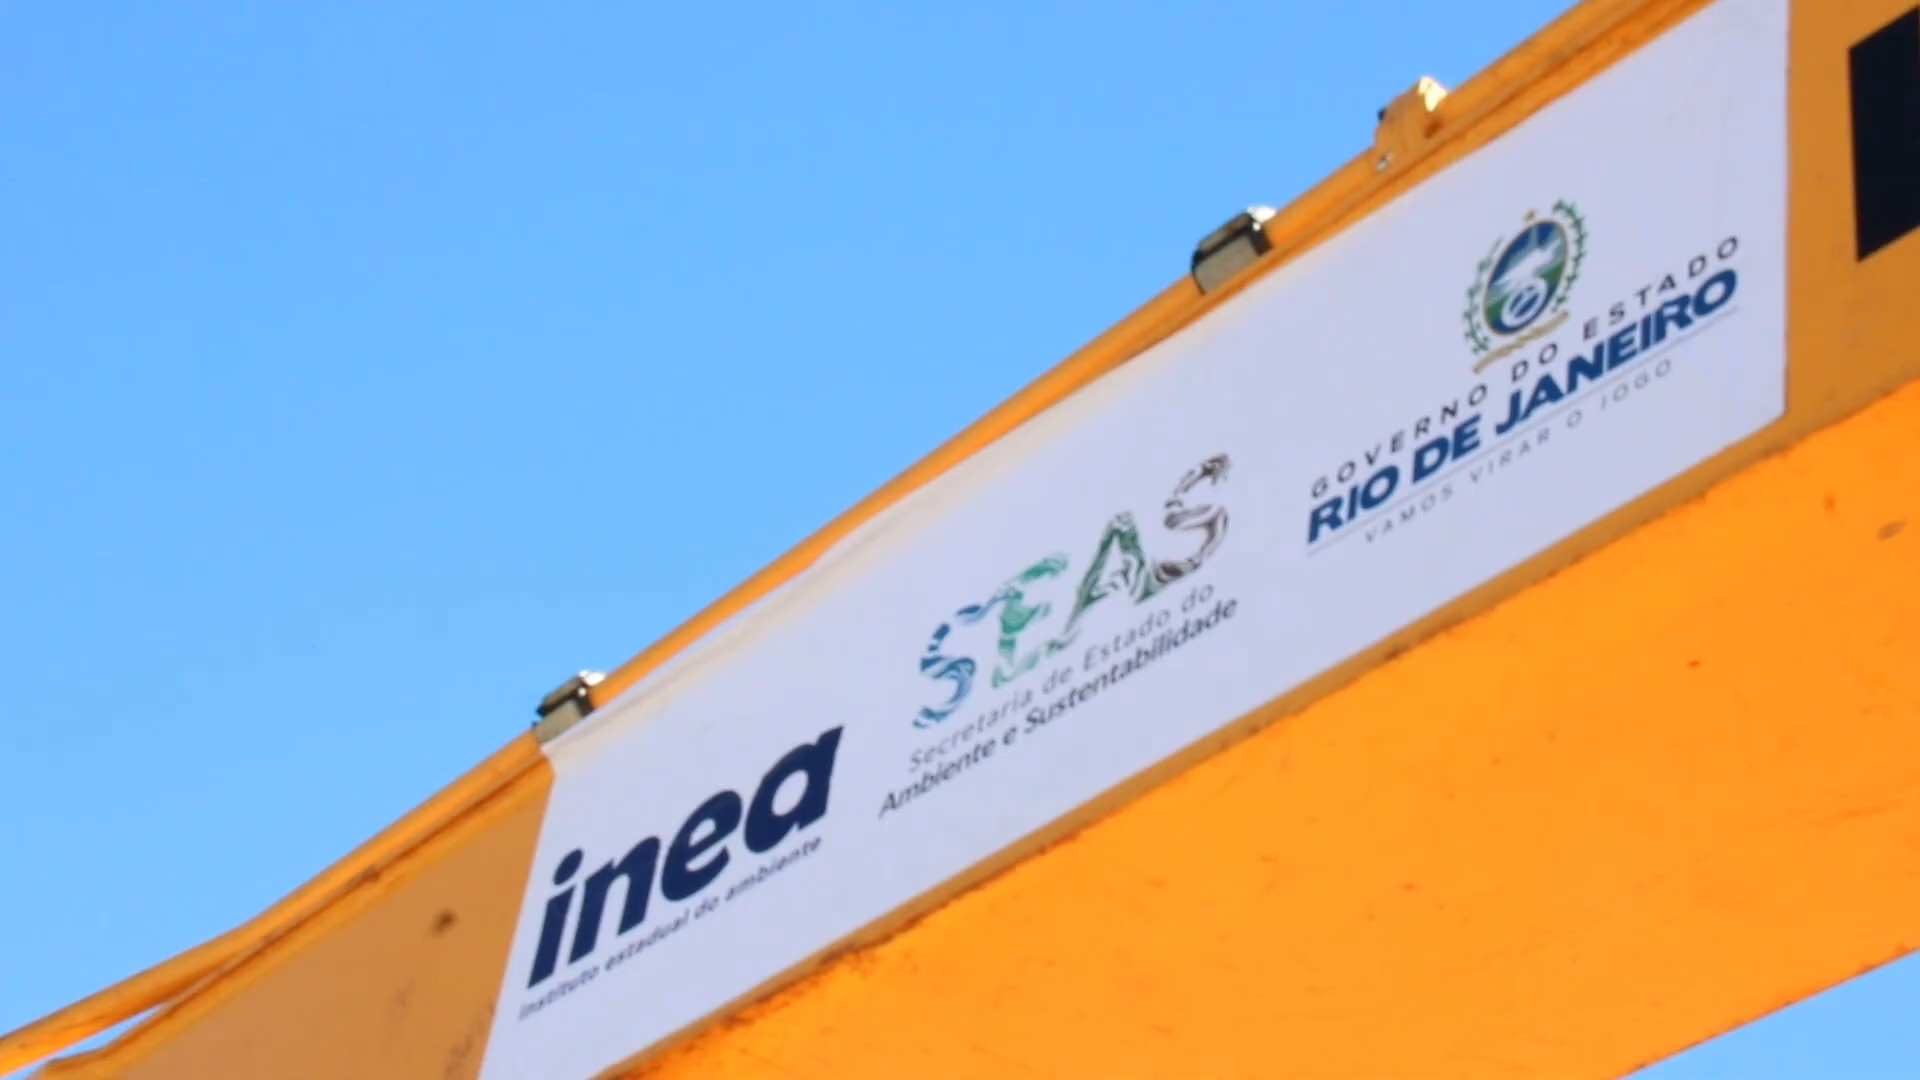 inea
instituto estadual do ambiente
SEAS
Secretaria de Estado do
Ambiente e Sustentabilidade
GOVERNO DO ESTADO
RIO DE JANEIRO
VAMOS VIRAR O JOGO